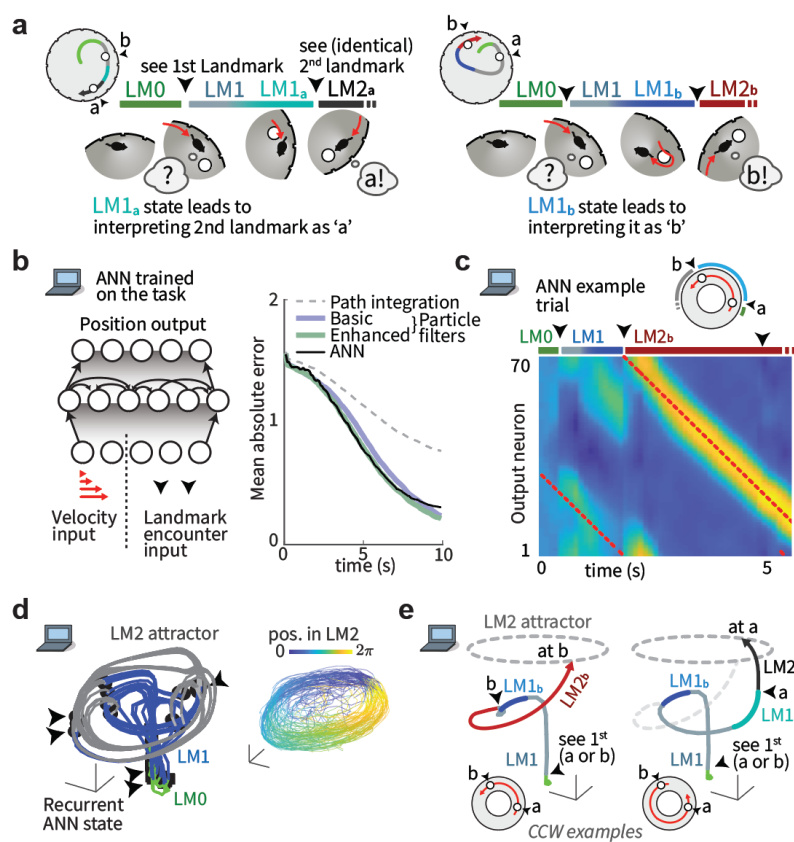 a
b
a
see 1st Landmark
see (identical)
2nd landmark
LM0
LM1
LM1a
LM2a
?
a!
LM1a state leads to
interpreting 2nd landmark as ‘a’
b
a
LM0
LM1
LM1b
LM2b
?
b!
LM1b state leads to
interpreting it as ‘b’
b
ANN trained
on the task
Position output
Velocity
input
Landmark
encounter
input
2
1
0
Mean absolute error
Path integration
Basic
Enhanced
}Particle
filters
ANN
0
5
10
time (s)
c
ANN example
trial
b
a
LM0
LM1
LM2b
70
1
Output neuron
0
time (s)
5
d
LM2 attractor
LM1
LM0
Recurrent
ANN state
pos. in LM2
0
2π
e
LM2 attractor
at b
b
LM1b
LM2b
LM1
see 1st
(a or b)
b
a
at a
LM2
a
LM1b
LM1
LM1
see 1st
(a or b)
b
a
CCW examples